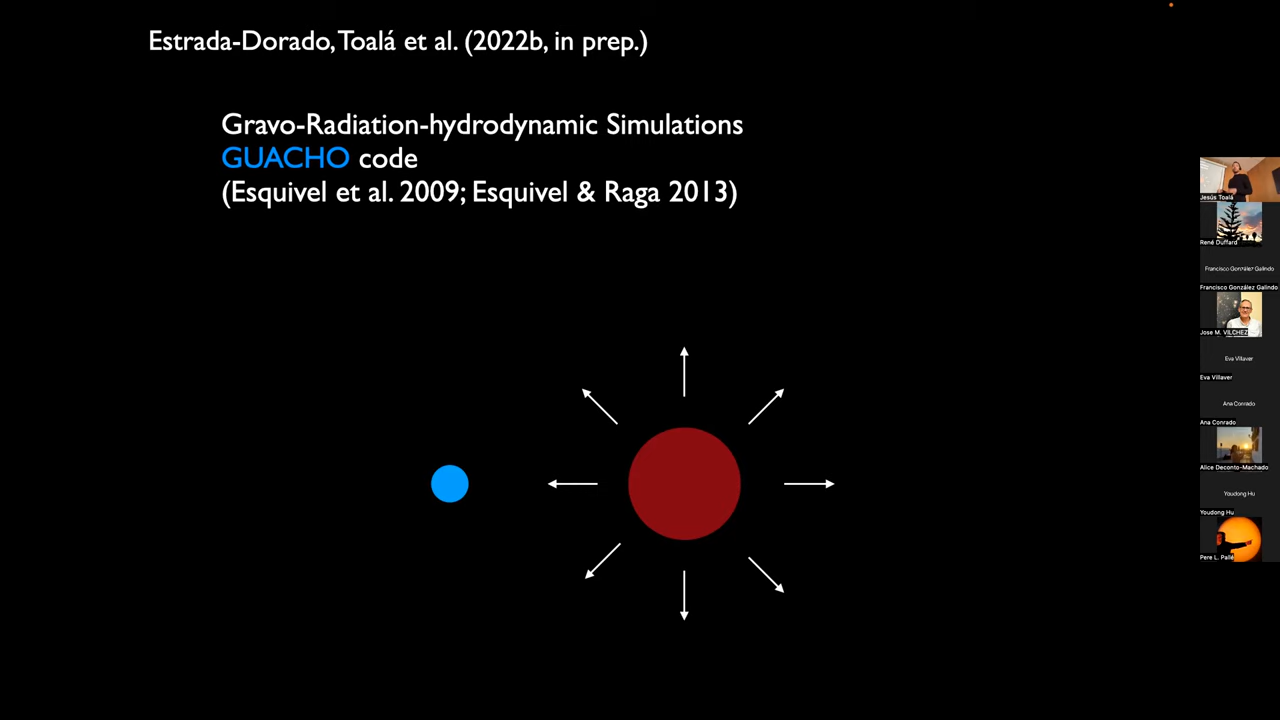 Estrada-Dorado, Toalá et al. (2022b, in prep.)
Gravo-Radiation-hydrodynamic Simulations
GUACHO code
(Esquivel et al. 2009; Esquivel & Raga 2013)
Jesús Toalá
René Duffard
Francisco González Galindo
Francisco González Galindo
Jose M. VILCHEZ
Eva Villaver
Eva Villaver
Ana Conrado
Ana Conrado
Alice Deconto-Machado
Youdong Hu
Youdong Hu
Pere L. Pallé